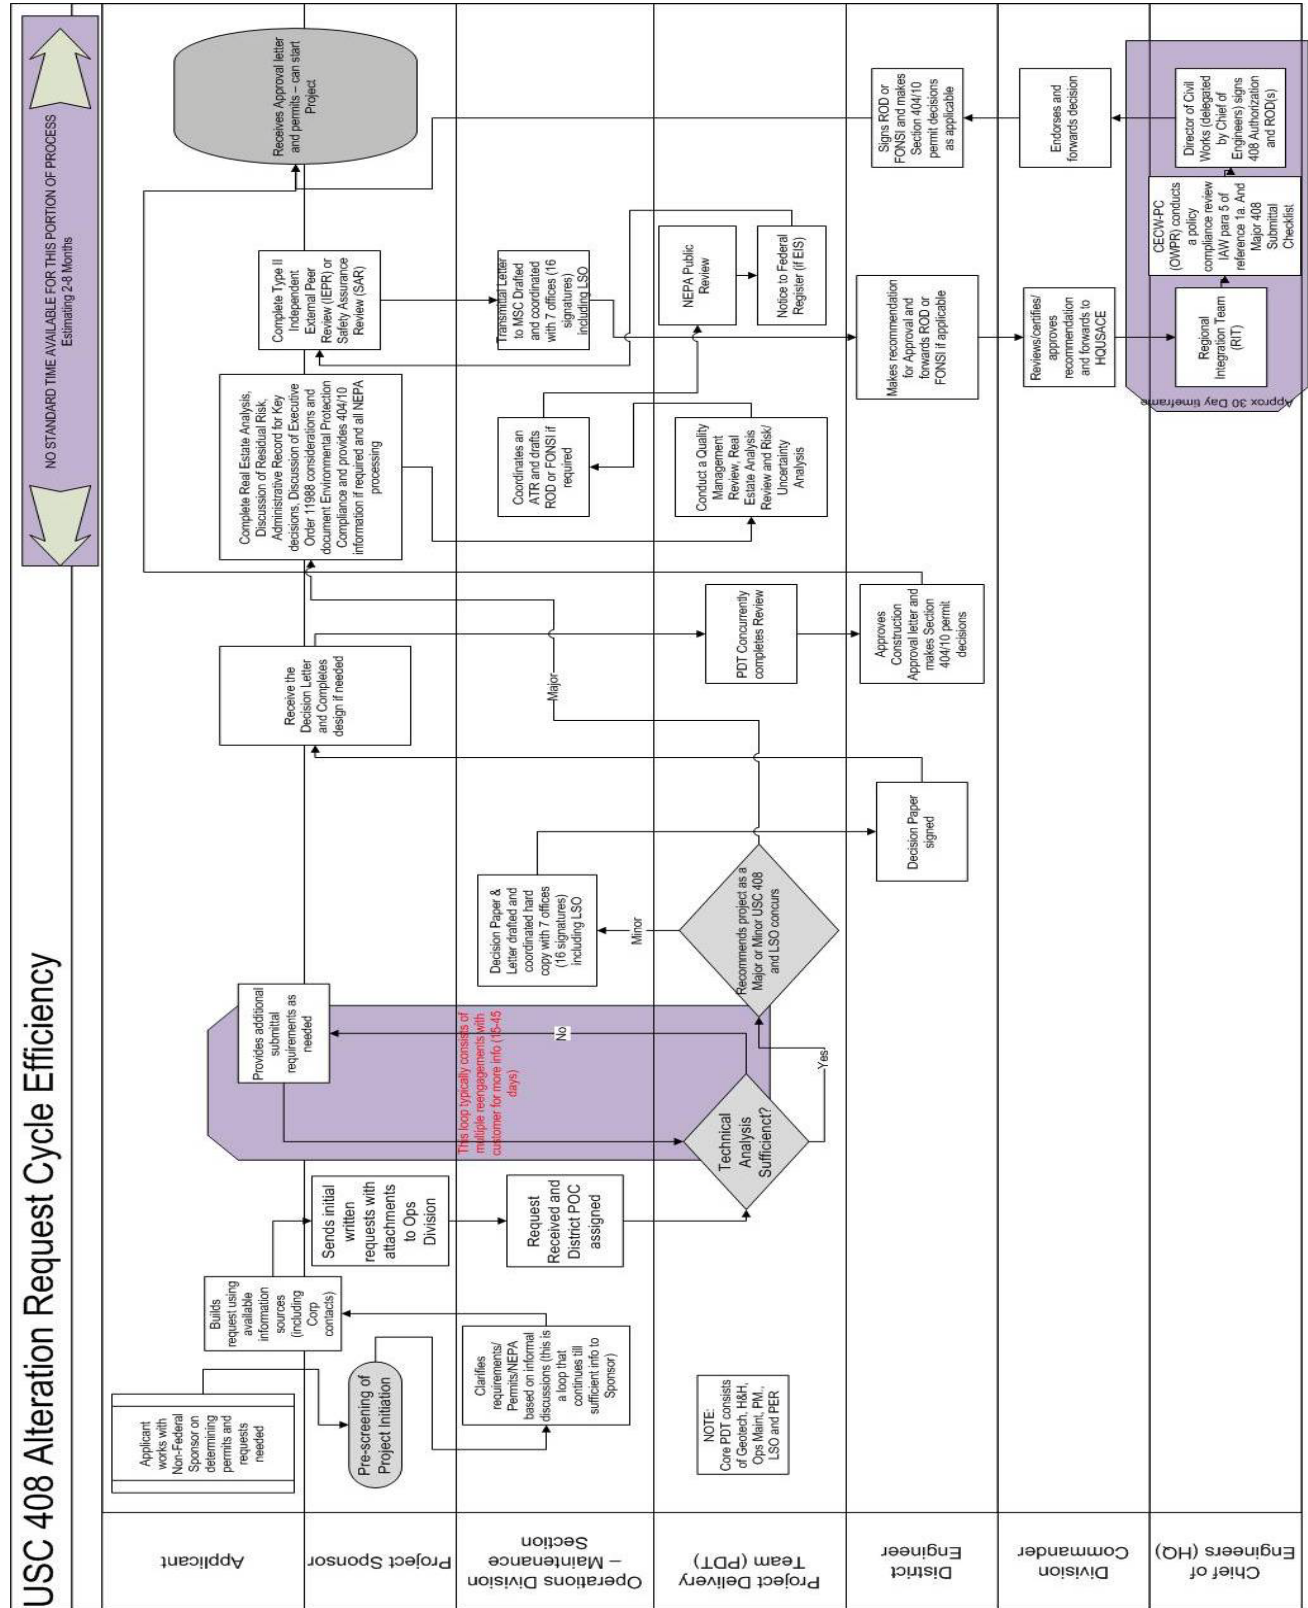 USC 408 Alteration Request Cycle Efficiency
NO STANDARD TIME AVAILABLE FOR THIS PORTION OF PROCESS
Estimating 2-8 Months
Applicant
Project Sponsor
Operations Division
– Maintenance
Section
Project Delivery
Team (PDT)
District
Engineer
Division
Commander
Chief of
Engineers (HQ)
Applicant
works with
Non-Federal
Sponsor on
determining
permits and
requests
needed
Pre-screening of
Project Initiation
Clarifies
requirements/
Permits/NEPA
based on informal
discussions (this is
a loop that
continues till
sufficient info to
Sponsor)
NOTE:
Core PDT consists
of Geotech, H&H,
Ops Maint, PM.,
LSO and PER
Builds
request using
available
information
sources
(including
Corp
contacts)
Sends initial
written
requests with
attachments
to Ops
Division
Request
Received and
District POC
assigned
Technical
Analysis
Sufficienct?
No
Yes
This loop typically consists of
multiple reengagements with
customer for more info (15-45
days)
Provides additional
submittal
requirements as
needed
Recommends project as a
Major or Minor USC 408
and LSO concurs
Minor
Major
Decision Paper &
Letter drafted and
coordinated hard
copy with 7 offices
(16 signatures)
including LSO
Decision Paper
signed
Receive the
Decision Letter
and Completes
design if needed
PDT Concurrently
completes Review
Approves
Construction
Approval letter and
makes Section
404/10 permit
decisions
Complete Real Estate Analysis,
Discussion of Residual Risk,
Administrative Record for Key
decisions, Discussion of Executive
Order 11988 considerations and
document Environmental Protection
Compliance and provides 404/10
information if required and all NEPA
processing
Conduct a Quality
Management
Review, Real
Estate Analysis
Review and Risk/
Uncertainty
Analysis
Coordinates an
ATR and drafts
ROD or FONSI if
required
NEPA Public
Review
Notice to Federal
Register (if EIS)
Complete Type II
Independent
External Peer
Review (IEPR) or
Safety Assurance
Review (SAR)
Transmittal Letter
to MSC Drafted
and coordinated
with 7 offices (16
signatures)
including LSO
Makes recommendation
for Approval and
forwards ROD or
FONSI if applicable
Reviews/certifies/
approves
recommendation
and forwards to
HQUSACE
Approx 30 Day timeframe
Regional
Integration Team
(RIT)
CECW-PC
(OWPR) conducts
a policy
compliance review
IAW para 5 of
reference 1a. And
Major 408
Submittal
Checklist
Director of Civil
Works (delegated
by Chief of
Engineers) signs
408 Authorization
and ROD(s)
Endorses and
forwards decision
Signs ROD or
FONSI and makes
Section 404/10
permit decisions
as applicable
Receives Approval letter
and permits – can start
Project